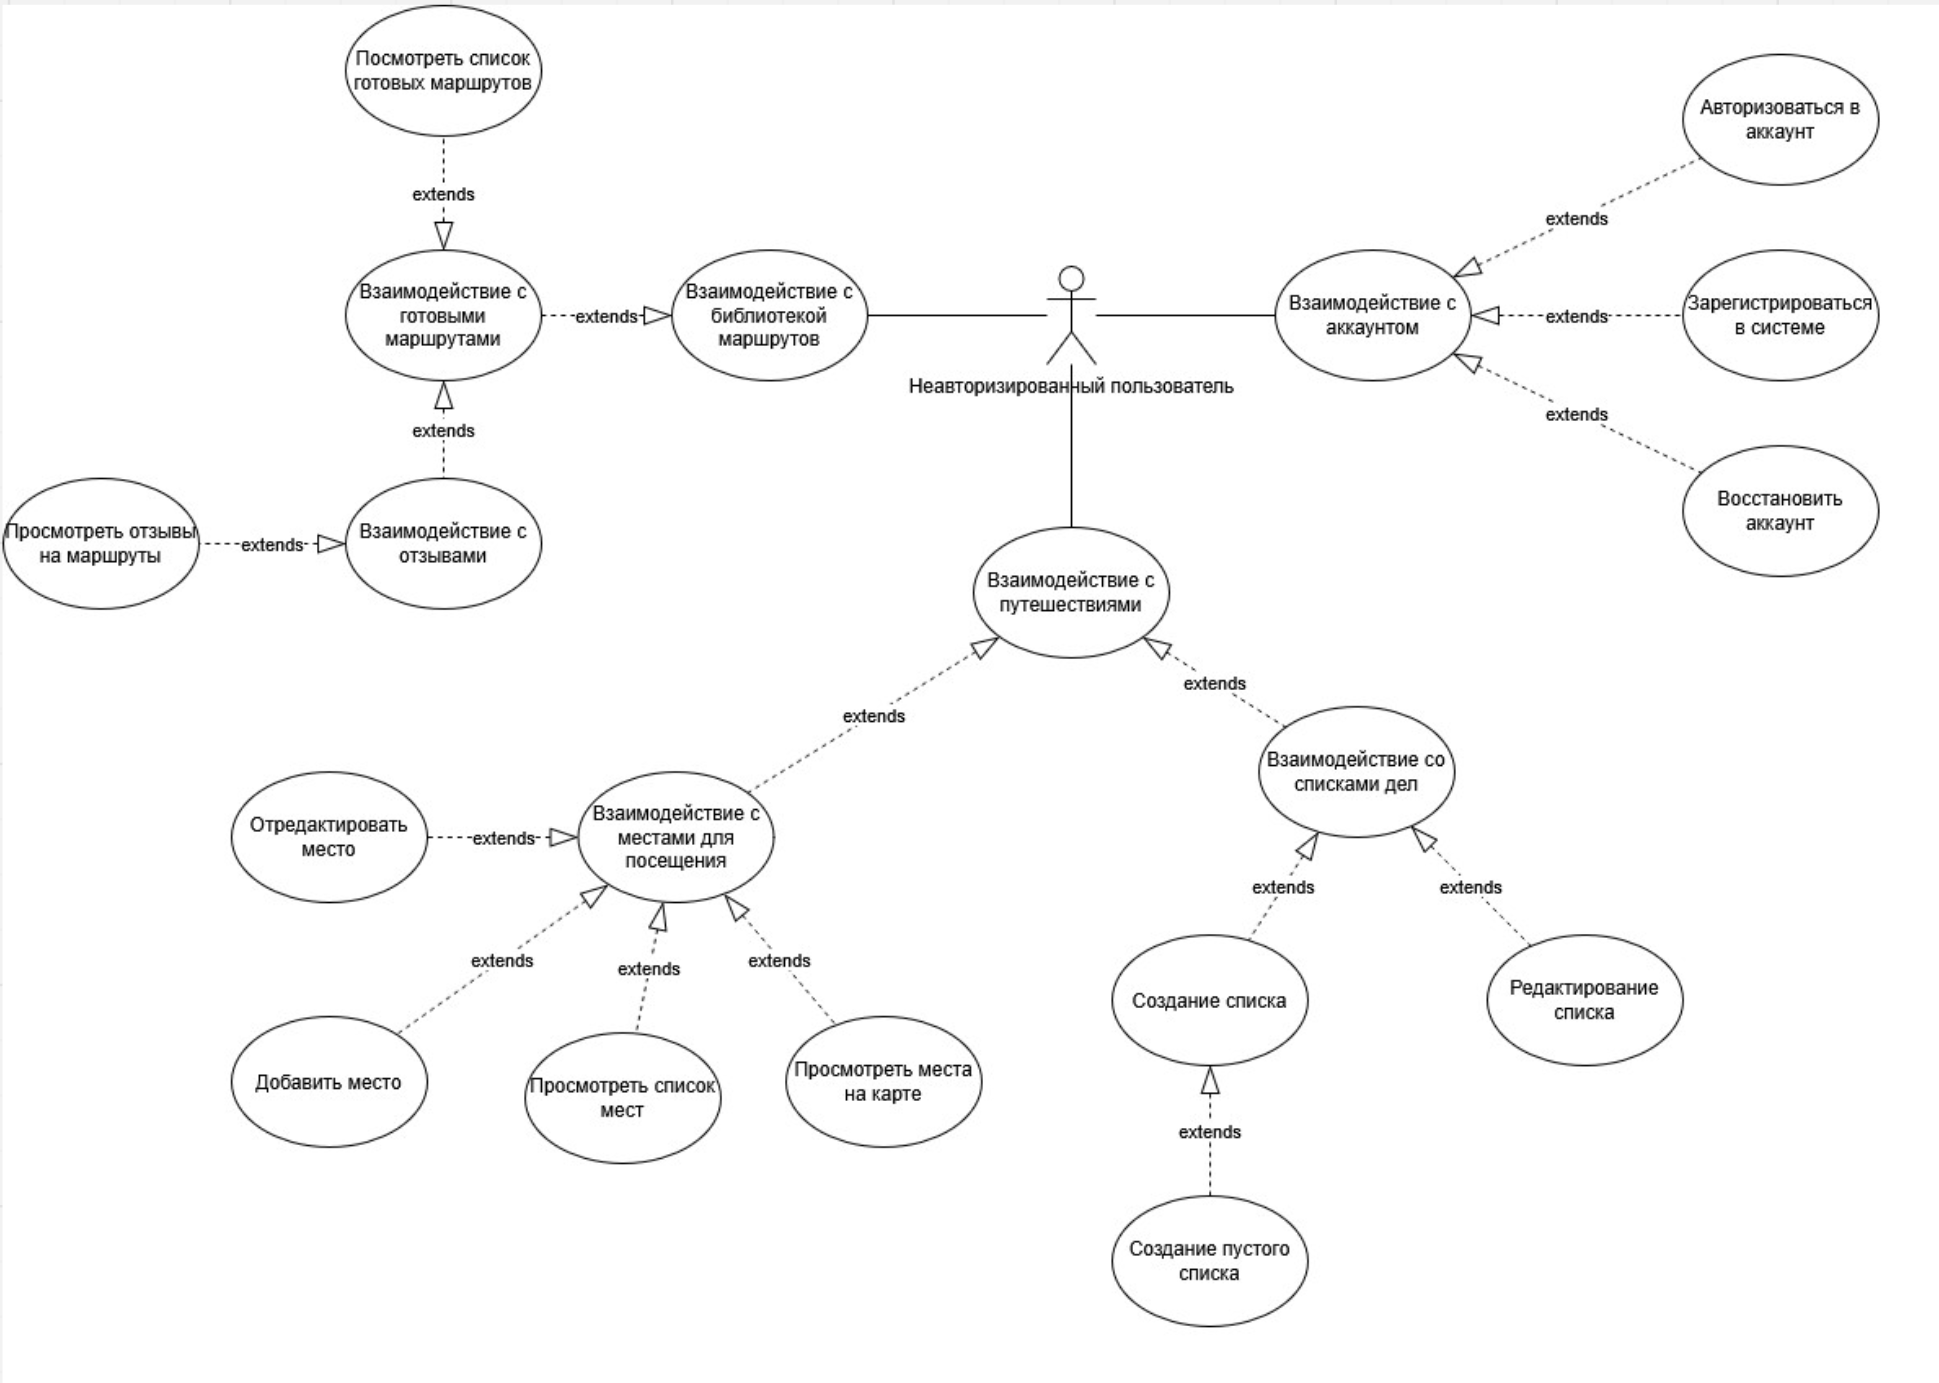 Посмотреть список
готовых маршрутов
extends
Взаимодействие с
готовыми
маршрутами
extends
Взаимодействие с
библиотекой
маршрутов
extends
Взаимодействие с
отзывами
extends
Просмотреть отзывы
на маршруты
Неавторизированный пользователь
Взаимодействие с
аккаунтом
extends
Авторизоваться в
аккаунт
extends
Зарегистрироваться
в системе
extends
Восстановить
аккаунт
Взаимодействие с
путешествиями
extends
extends
Взаимодействие со
списками дел
Отредактировать
место
extends
Взаимодействие с
местами для
посещения
extends
extends
extends
extends
extends
Добавить место
Просмотреть список
мест
Просмотреть места
на карте
Создание списка
Редактирование
списка
extends
Создание пустого
списка